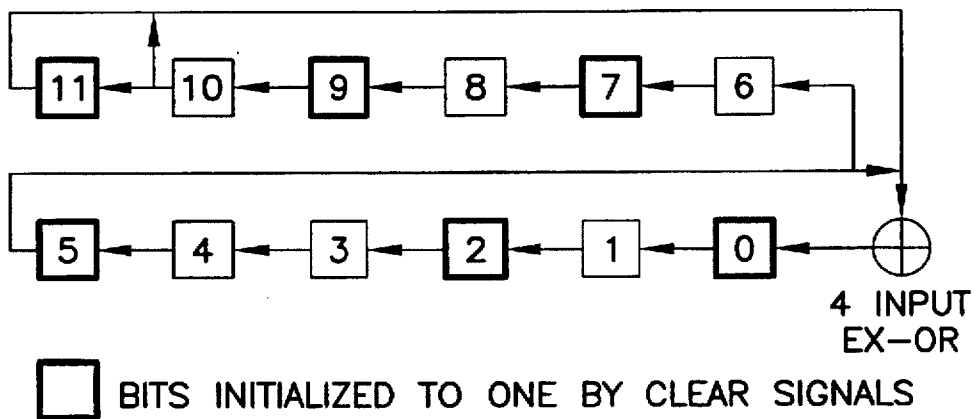 11 10 9 8 7 6
5 4 3 2 1 0
4 INPUT
EX-OR
BITS INITIALIZED TO ONE BY CLEAR SIGNALS